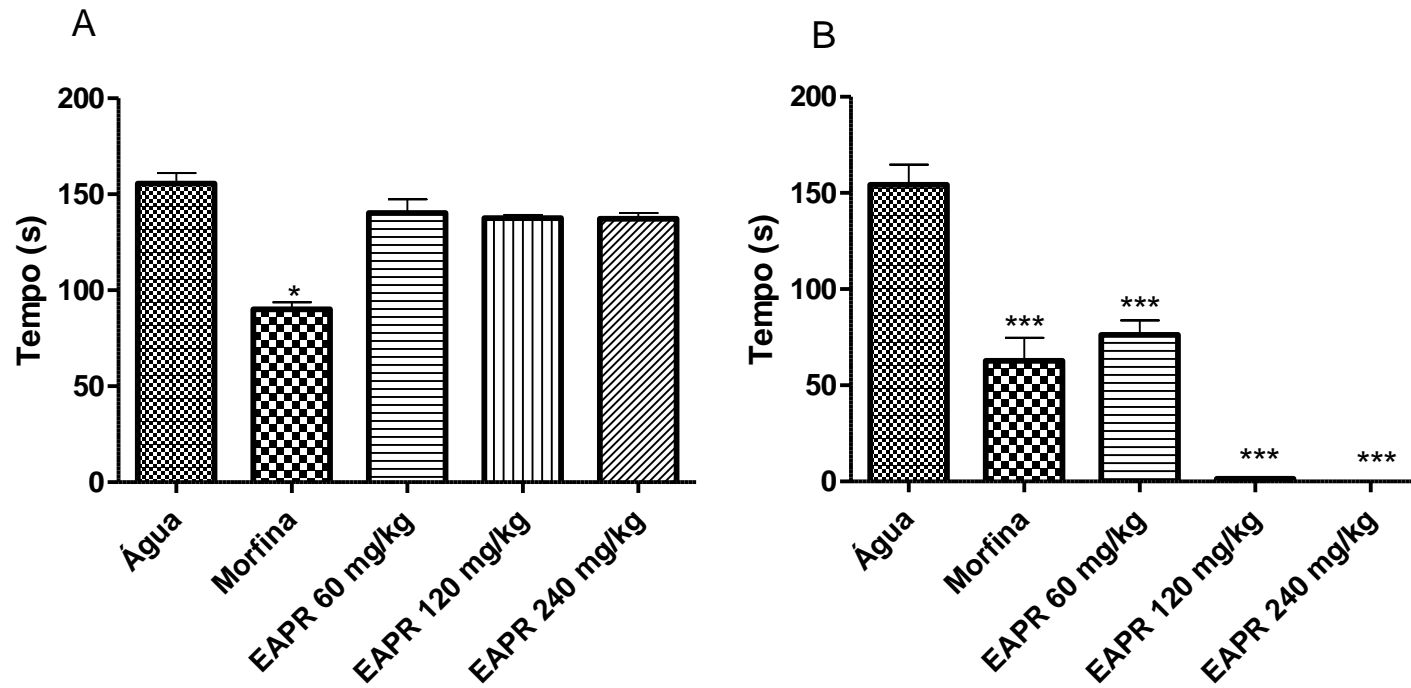 A
Tempo (s)
200
150
100
50
0
*
Água
Morfina
EAPR 60 mg/kg
EAPR 120 mg/kg
EAPR 240 mg/kg
B
Tempo (s)
200
150
100
50
0
***
***
***
***
Água
Morfina
EAPR 60 mg/kg
EAPR 120 mg/kg
EAPR 240 mg/kg